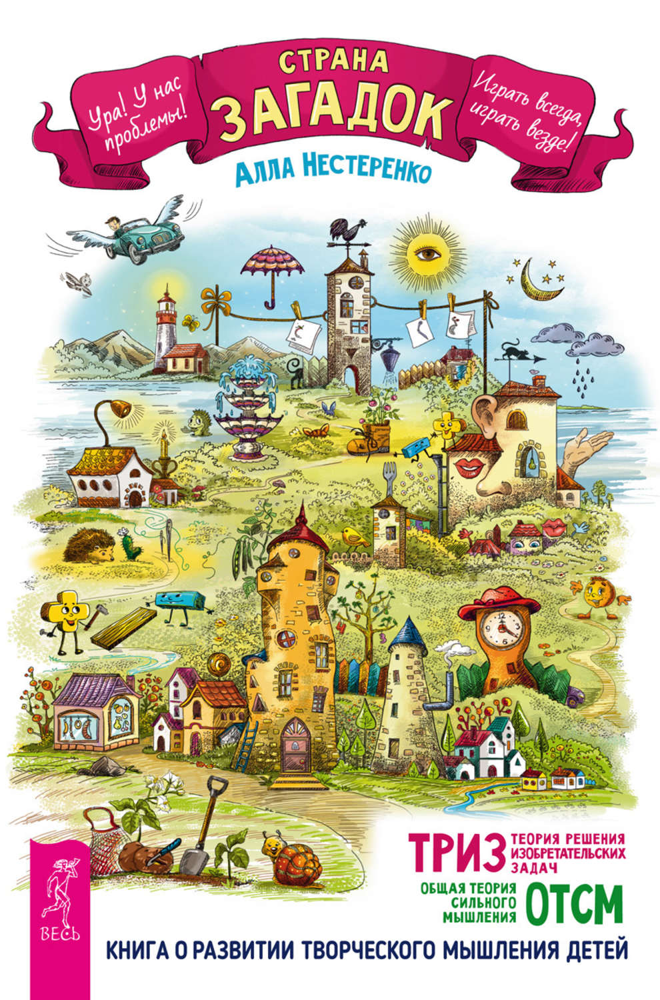 СТРАНА
ЗАГАДОК
Ура! У нас
проблемы!
Играть всегда,
играть везде!
АЛЛА НЕСТЕРЕНКО
ТРИЗ
ТЕОРИЯ РЕШЕНИЯ
ИЗОБРЕТАТЕЛЬСКИХ
ЗАДАЧ
ОБЩАЯ ТЕОРИЯ
СИЛЬНОГО
МЫШЛЕНИЯ
ОТСМ
ВЕСЬ
КНИГА О РАЗВИТИИ ТВОРЧЕСКОГО МЫШЛЕНИЯ ДЕТЕЙ